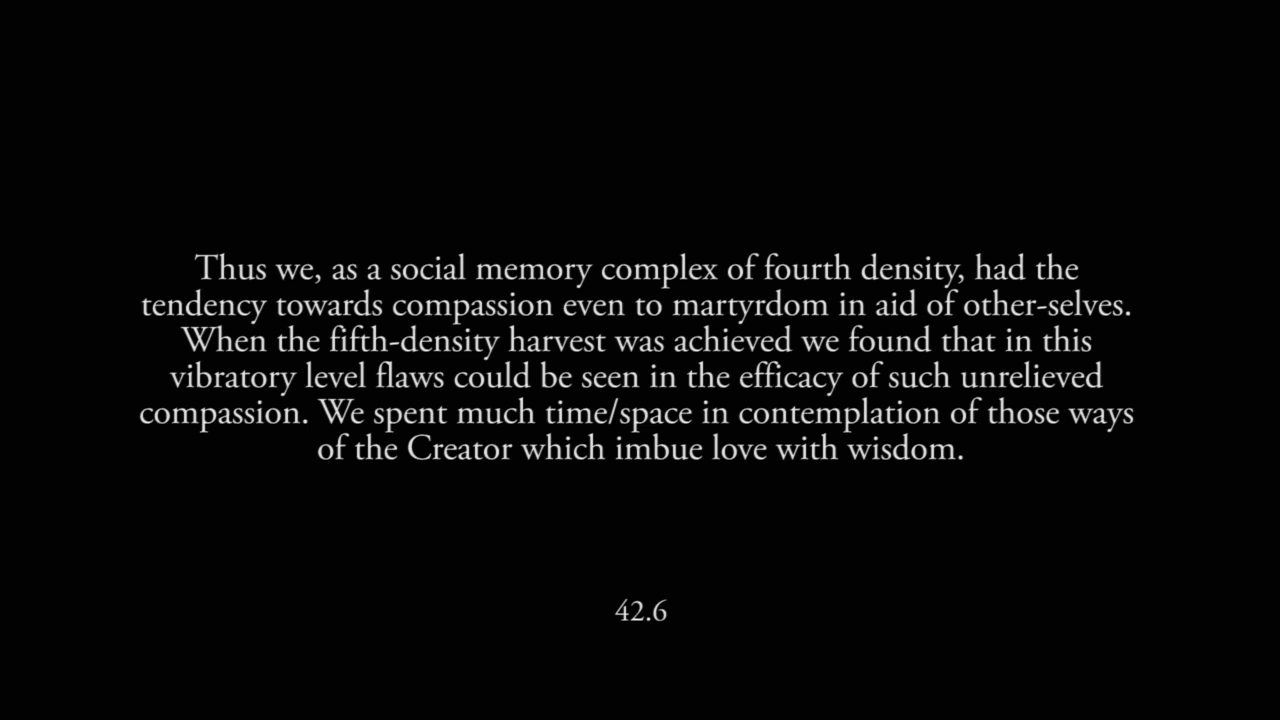 Thus we, as a social memory complex of fourth density, had the
tendency towards compassion even to martyrdom in aid of other-selves.
When the fifth-density harvest was achieved we found that in this
vibratory level flaws could be seen in the efficacy of such unrelieved
compassion. We spent much time/space in contemplation of those ways
of the Creator which imbue love with wisdom.
42.6